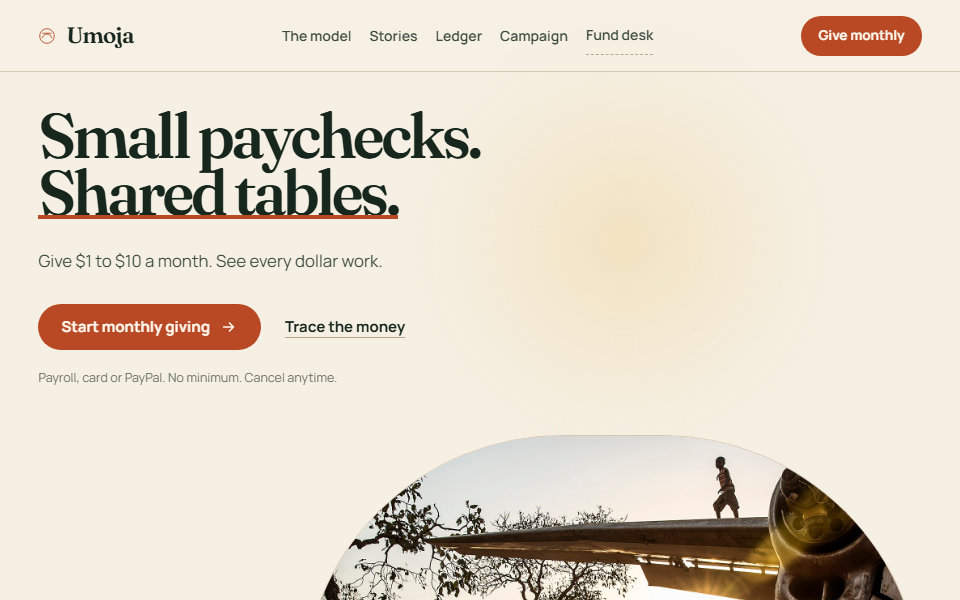 Umoja
The model Stories Ledger Campaign Fund desk
Give monthly
Small paychecks.
Shared tables.
Give $1 to $10 a month. See every dollar work.
Start monthly giving → Trace the money
Payroll, card or PayPal. No minimum. Cancel anytime.